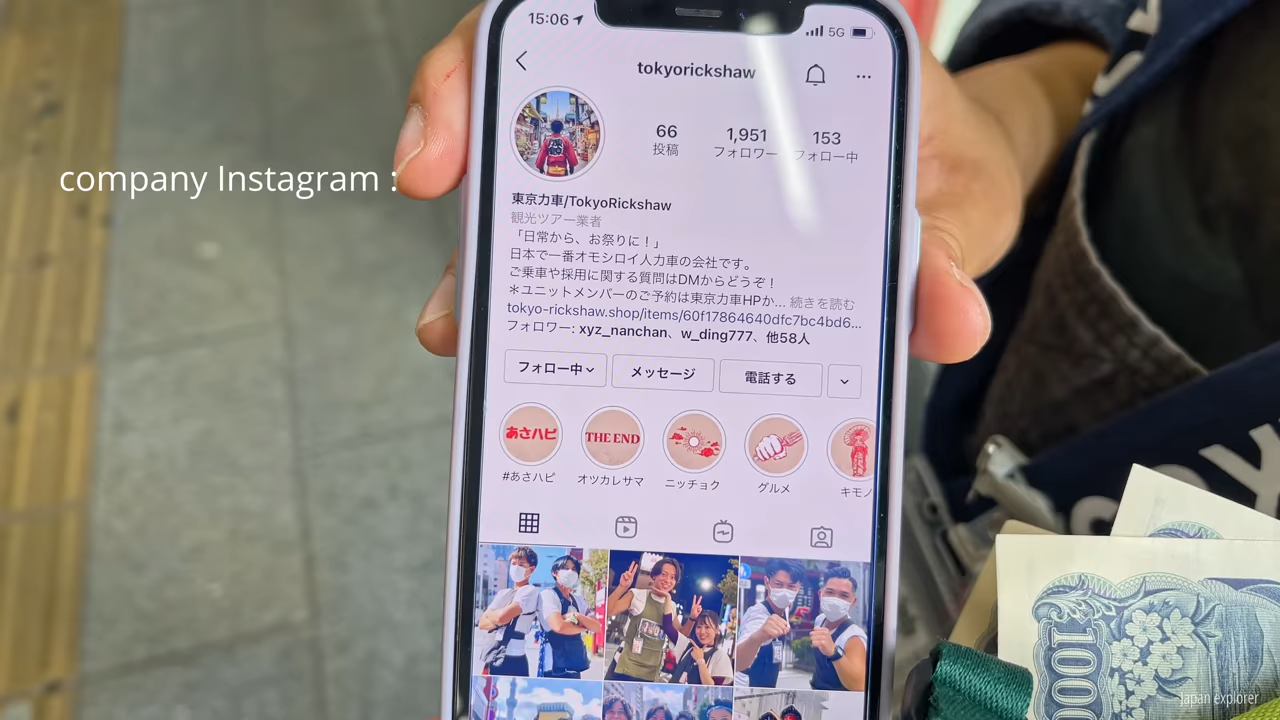 15:06
5G
tokyorickshaw
66
投稿
1,951
フォロワー
153
フォロー中
company Instagram :
東京力車/TokyoRickshaw
観光ツアー業者
「日常から、お祭りに！」
日本で一番オモシロイ人力車の会社です。
ご乗車や採用に関する質問はDMからどうぞ！
＊ユニットメンバーのご予約は東京力車HPか... 続きを読む
tokyo-rickshaw.shop/items/60f17864640dfc7bc4bd6...
フォロワー: xyz_nanchan、w_ding777、他58人
フォロー中
メッセージ
電話する
あさハピ
THE END
#あさハピ
オツカレサマ
ニッチョク
グルメ
キモノ
1000
japan explorer